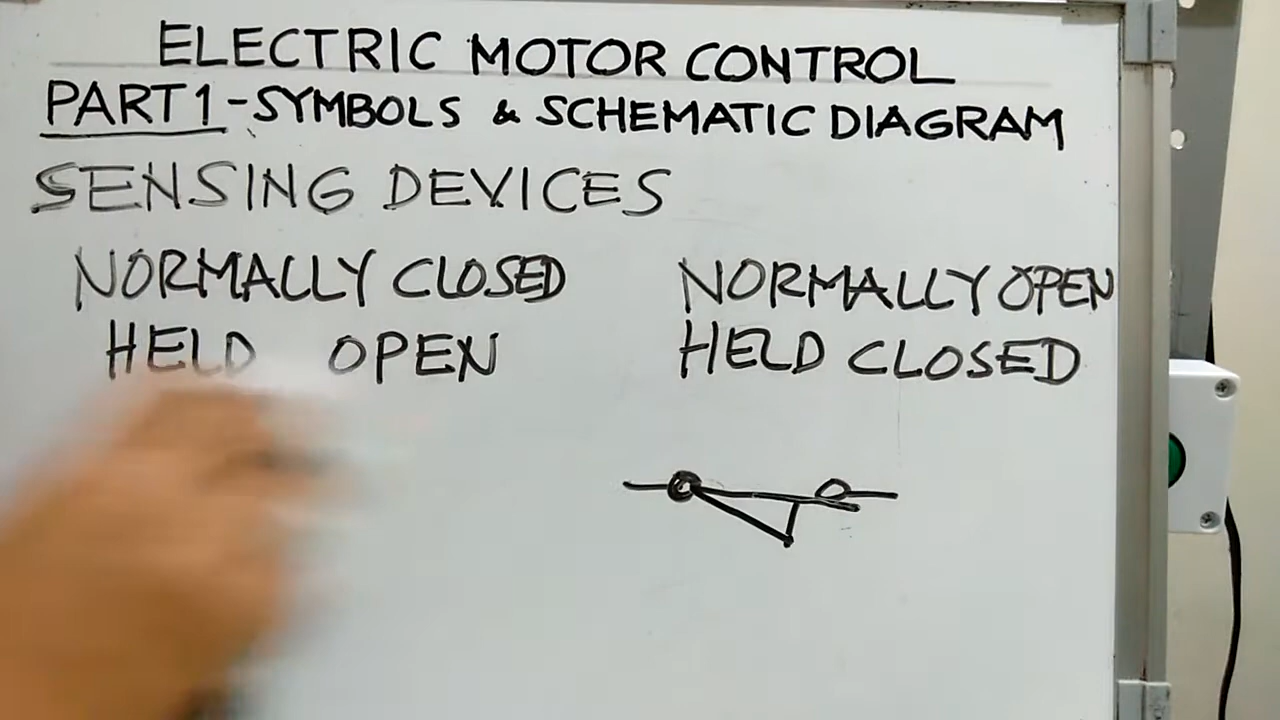 ELECTRIC MOTOR CONTROL
PART 1 - SYMBOLS & SCHEMATIC DIAGRAM
SENSING DEVICES
NORMALLY CLOSED
HELD OPEN
NORMALLY OPEN
HELD CLOSED